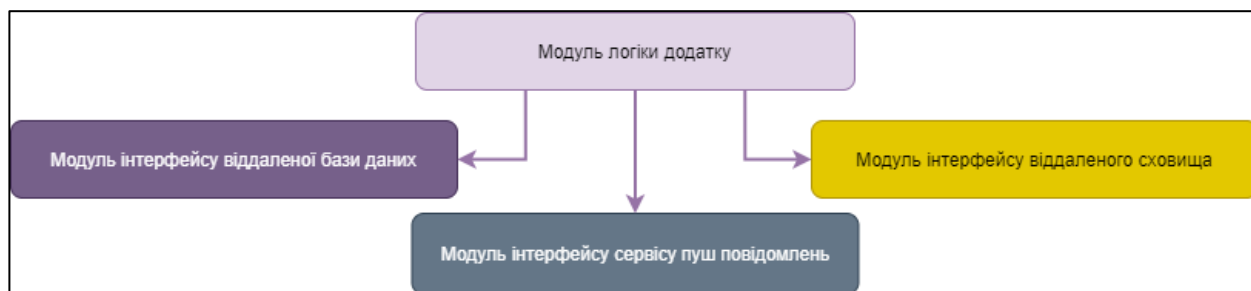 Модуль логіки додатку
Модуль інтерфейсу віддаленої бази даних
Модуль інтерфейсу віддаленого сховища
Модуль інтерфейсу сервісу пуш повідомлень